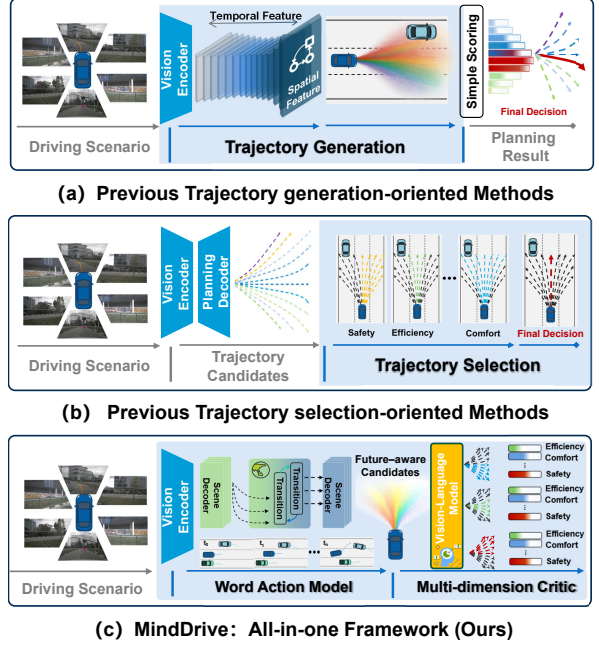 Temporal Feature
Vision Encoder
Spatial Feature
Simple Scoring
Final Decision
Driving Scenario
Trajectory Generation
Planning Result
(a) Previous Trajectory generation-oriented Methods
Vision Encoder
Planning Decoder
...
Safety
Efficiency
Comfort
Final Decision
Driving Scenario
Trajectory Candidates
Trajectory Selection
(b) Previous Trajectory selection-oriented Methods
Vision Encoder
Scene Decoder
Transition
Transition
Scene Decoder
Future-aware Candidates
Vision-Language Model
Efficiency
Comfort
Safety
Efficiency
Comfort
Safety
Efficiency
Comfort
Safety
t₀
t₁
...
tₙ
Driving Scenario
Word Action Model
Multi-dimension Critic
(c) MindDrive: All-in-one Framework (Ours)